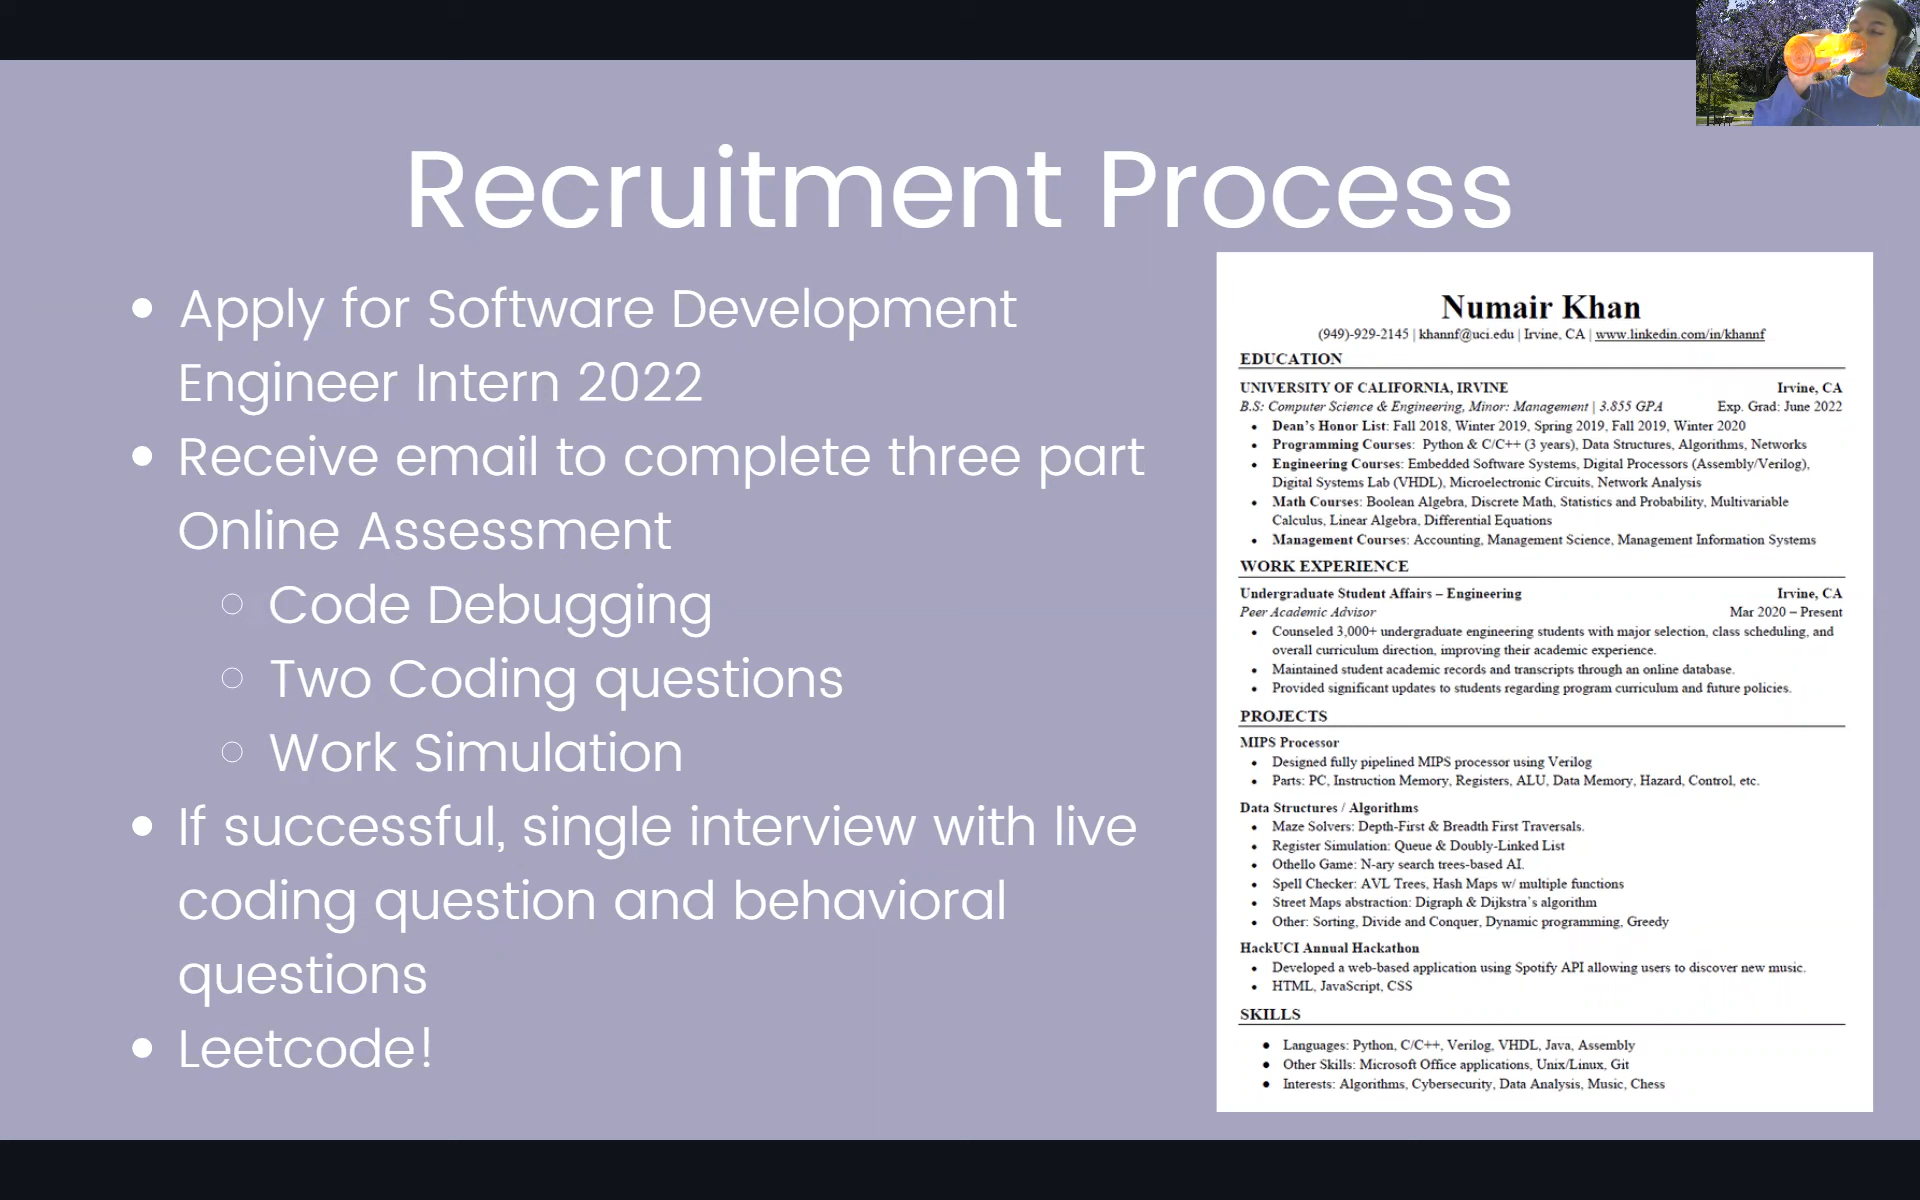 Recruitment Process
• Apply for Software Development
Engineer Intern 2022
• Receive email to complete three part
Online Assessment
○ Code Debugging
○ Two Coding questions
○ Work Simulation
• If successful, single interview with live
coding question and behavioral
questions
• Leetcode!
Numair Khan
(949)-929-2145 | khannf@uci.edu | Irvine, CA | www.linkedin.com/in/khannf
EDUCATION
UNIVERSITY OF CALIFORNIA, IRVINE Irvine, CA
B.S: Computer Science & Engineering, Minor: Management | 3.855 GPA Exp. Grad: June 2022
• Dean's Honor List: Fall 2018, Winter 2019, Spring 2019, Fall 2019, Winter 2020
• Programming Courses: Python & C/C++ (3 years), Data Structures, Algorithms, Networks
• Engineering Courses: Embedded Software Systems, Digital Processors (Assembly/Verilog),
Digital Systems Lab (VHDL), Microelectronic Circuits, Network Analysis
• Math Courses: Boolean Algebra, Discrete Math, Statistics and Probability, Multivariable
Calculus, Linear Algebra, Differential Equations
• Management Courses: Accounting, Management Science, Management Information Systems
WORK EXPERIENCE
Undergraduate Student Affairs – Engineering Irvine, CA
Peer Academic Advisor Mar 2020 – Present
• Counseled 3,000+ undergraduate engineering students with major selection, class scheduling, and
overall curriculum direction, improving their academic experience.
• Maintained student academic records and transcripts through an online database.
• Provided significant updates to students regarding program curriculum and future policies.
PROJECTS
MIPS Processor
• Designed fully pipelined MIPS processor using Verilog
• Parts: PC, Instruction Memory, Registers, ALU, Data Memory, Hazard, Control, etc.
Data Structures / Algorithms
• Maze Solvers: Depth-First & Breadth First Traversals.
• Register Simulation: Queue & Doubly-Linked List
• Othello Game: N-ary search trees-based AI.
• Spell Checker: AVL Trees, Hash Maps w/ multiple functions
• Street Maps abstraction: Digraph & Dijkstra`s algorithm
• Other: Sorting, Divide and Conquer, Dynamic programming, Greedy
HackUCI Annual Hackathon
• Developed a web-based application using Spotify API allowing users to discover new music.
• HTML, JavaScript, CSS
SKILLS
• Languages: Python, C/C++, Verilog, VHDL, Java, Assembly
• Other Skills: Microsoft Office applications, Unix/Linux, Git
• Interests: Algorithms, Cybersecurity, Data Analysis, Music, Chess